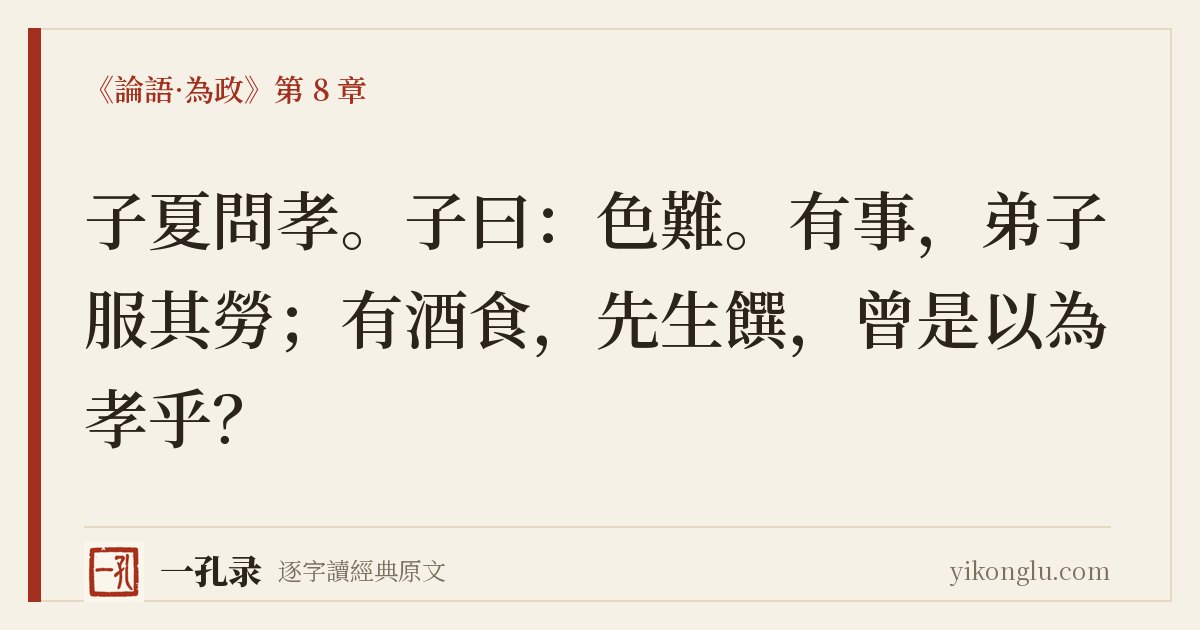 《論語·為政》第 8 章
子夏問孝。子曰：色難。有事，弟子
服其勞；有酒食，先生饌，曾是以為
孝乎？
一孔
一孔录 逐字讀經典原文 yikonglu.com